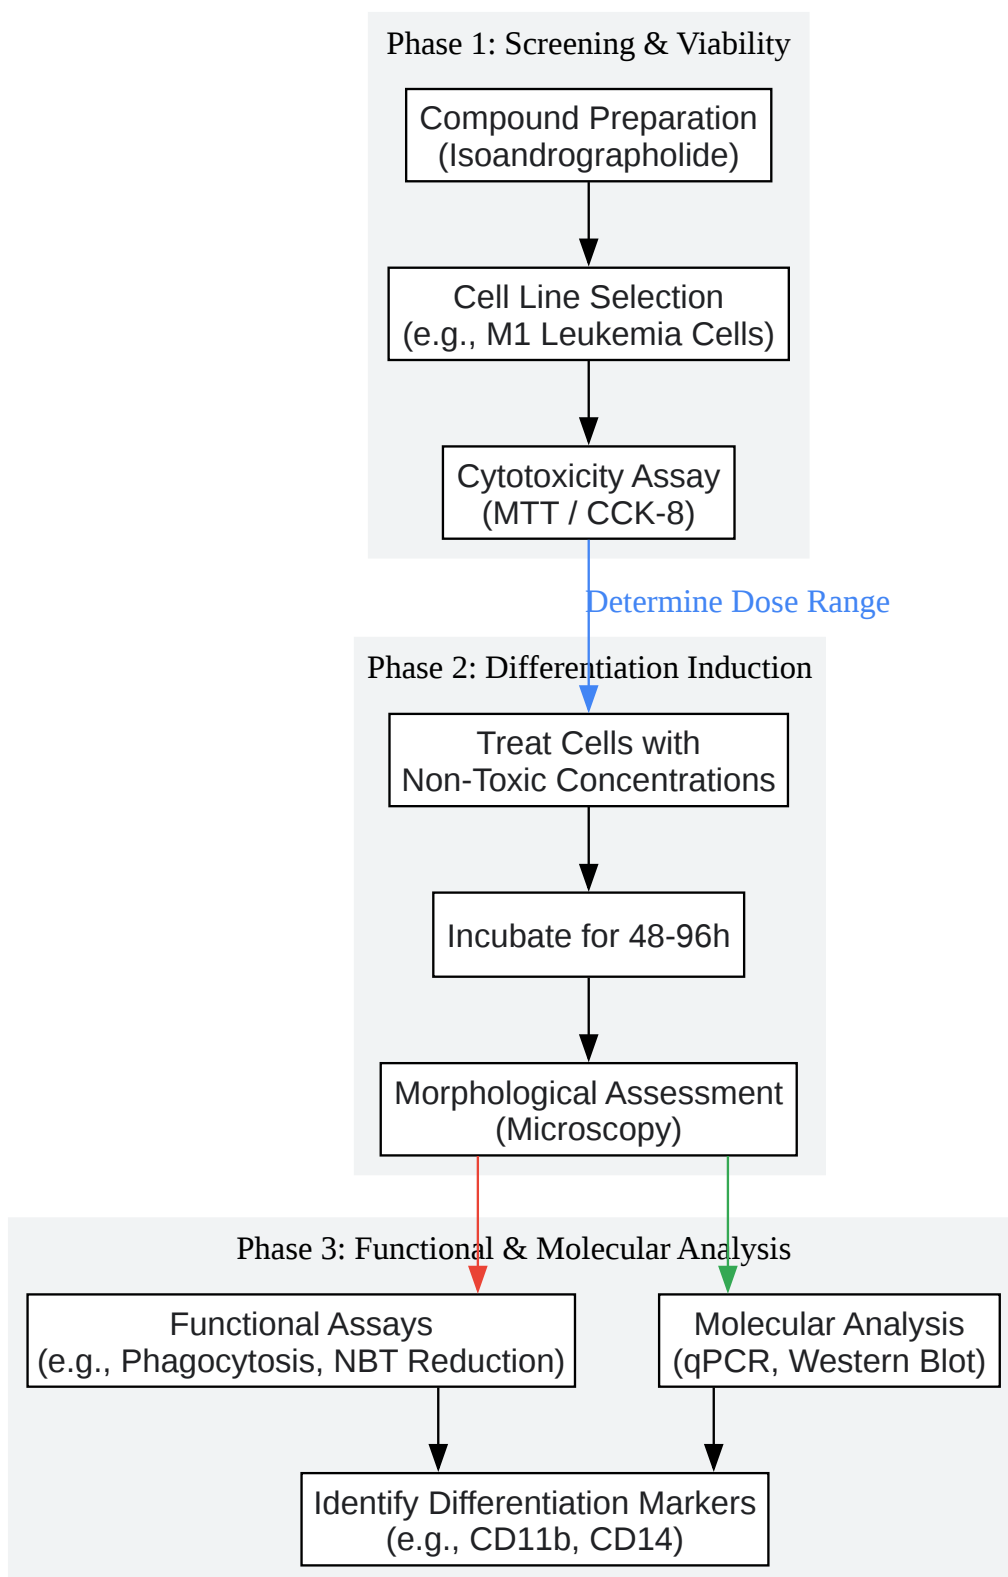 Phase 1: Screening & Viability
Compound Preparation
(Isoandrographolide)
Cell Line Selection
(e.g., M1 Leukemia Cells)
Cytotoxicity Assay
(MTT / CCK-8)
Determine Dose Range
Phase 2: Differentiation Induction
Treat Cells with
Non-Toxic Concentrations
Incubate for 48-96h
Morphological Assessment
(Microscopy)
Phase 3: Functional & Molecular Analysis
Functional Assays
(e.g., Phagocytosis, NBT Reduction)
Molecular Analysis
(qPCR, Western Blot)
Identify Differentiation Markers
(e.g., CD11b, CD14)